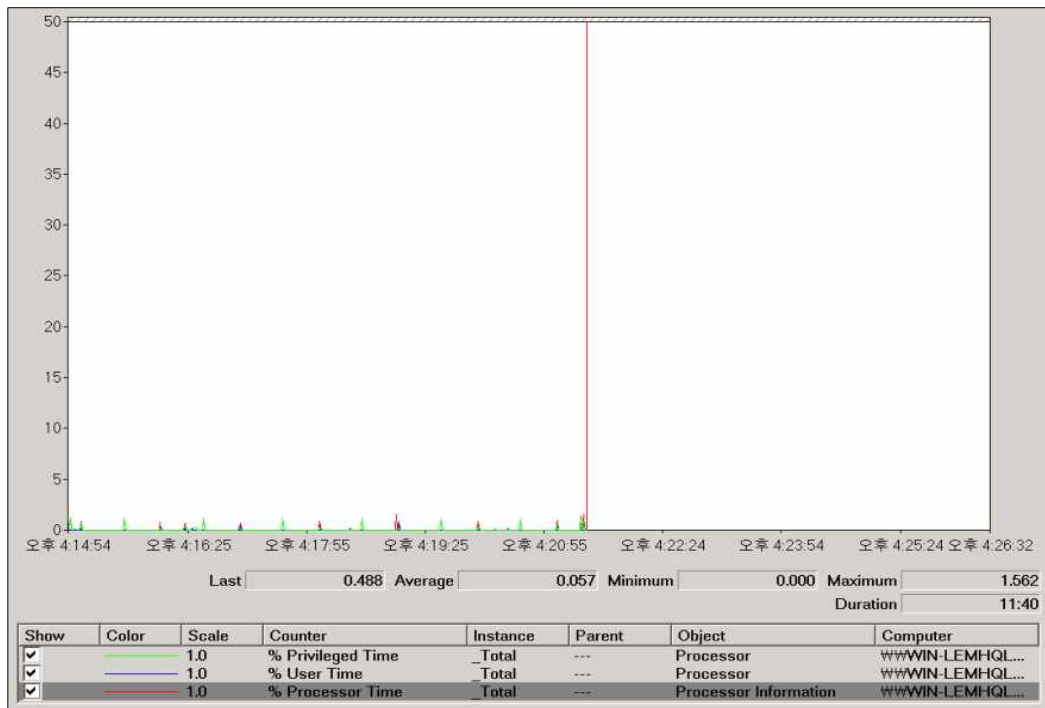 50
45
40
35
30
25
20
15
10
5
0
오후 4:14:54 오후 4:16:25 오후 4:17:55 오후 4:19:25 오후 4:20:55 오후 4:22:24 오후 4:23:54 오후 4:25:24 오후 4:26:32
Last 0.488 Average 0.057 Minimum 0.000 Maximum 1.562
Duration 11:40
Show Color Scale Counter Instance Parent Object Computer
1.0 % Privileged Time _Total --- Processor ₩₩WIN-LEMHQL...
1.0 % User Time _Total --- Processor ₩₩WIN-LEMHQL...
1.0 % Processor Time _Total --- Processor Information ₩₩WIN-LEMHQL...